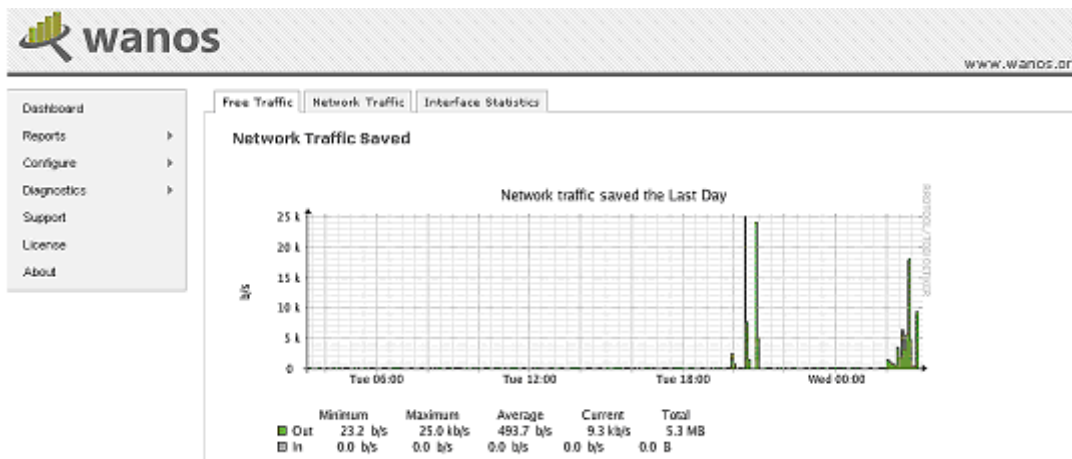 wanos
www.wanos.or
Dashboard
Reports
Configure
Diagnostics
Support
License
About
Free Traffic Network Traffic Interface Statistics
Network Traffic Saved
Network traffic saved the Last Day
25 k
20 k
15 k
10 k
5 k
0
b/s
Tue 06:00 Tue 12:00 Tue 18:00 Wed 00:00
RRDTOOL / TOBI OETIKER
Minimum Maximum Average Current Total
Out 23.2 b/s 25.0 kb/s 493.7 b/s 9.3 kb/s 5.3 MB
In 0.0 b/s 0.0 b/s 0.0 b/s 0.0 b/s 0.0 B